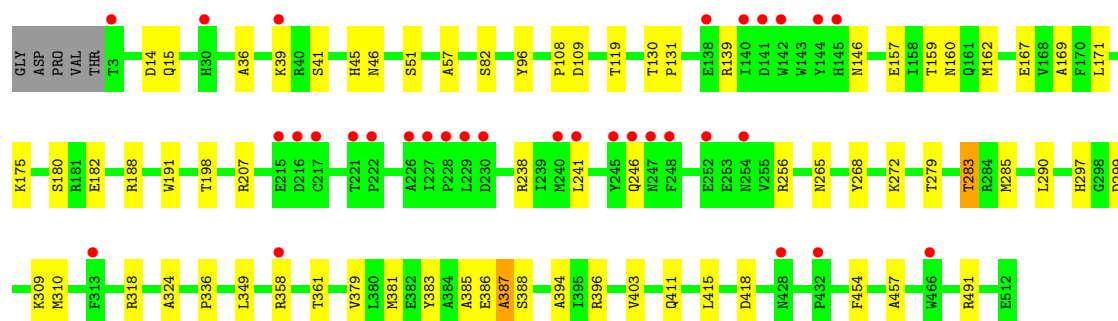 GLY ASP PRO VAL THR T3 D14 Q15 H30 A36 K39 R40 S41 H45 N46 S51 A57 S82 Y96 P108 D109 T119 T130 P131 E138 R139 I140 D141 W142 W143 Y144 H145 N146 E157 I158 T159 N160 Q161 M162 E167 V168 A169 F170 L171
K175 S180 R181 E182 R188 W191 T198 R207 E215 D216 C217 T221 P222 A226 I227 P228 L229 D230 R238 I239 M240 L241 Y245 Q246 N247 F248 E252 E253 N254 V255 R256 N265 Y268 K272 T279 T283 R284 M285 L290 H297 G298 D299
K309 M310 F313 R318 A324 P336 L349 R358 T361 V379 L380 M381 E382 Y383 A384 A385 E386 A387 S388 A394 I395 R396 V403 Q411 L415 D418 N428 P432 F454 A457 W466 R491 E512